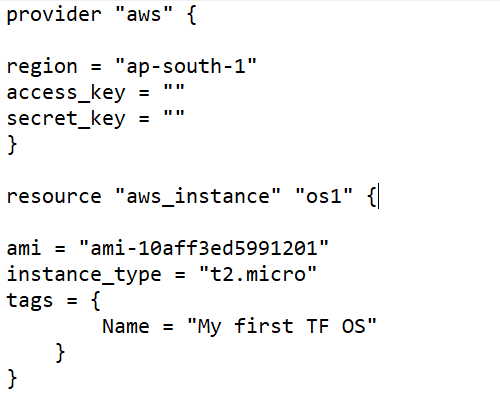 provider "aws" {
region = "ap-south-1"
access_key = ""
secret_key = ""
}
resource "aws_instance" "os1" {
ami = "ami-10aff3ed5991201"
instance_type = "t2.micro"
tags = {
Name = "My first TF OS"
}
}